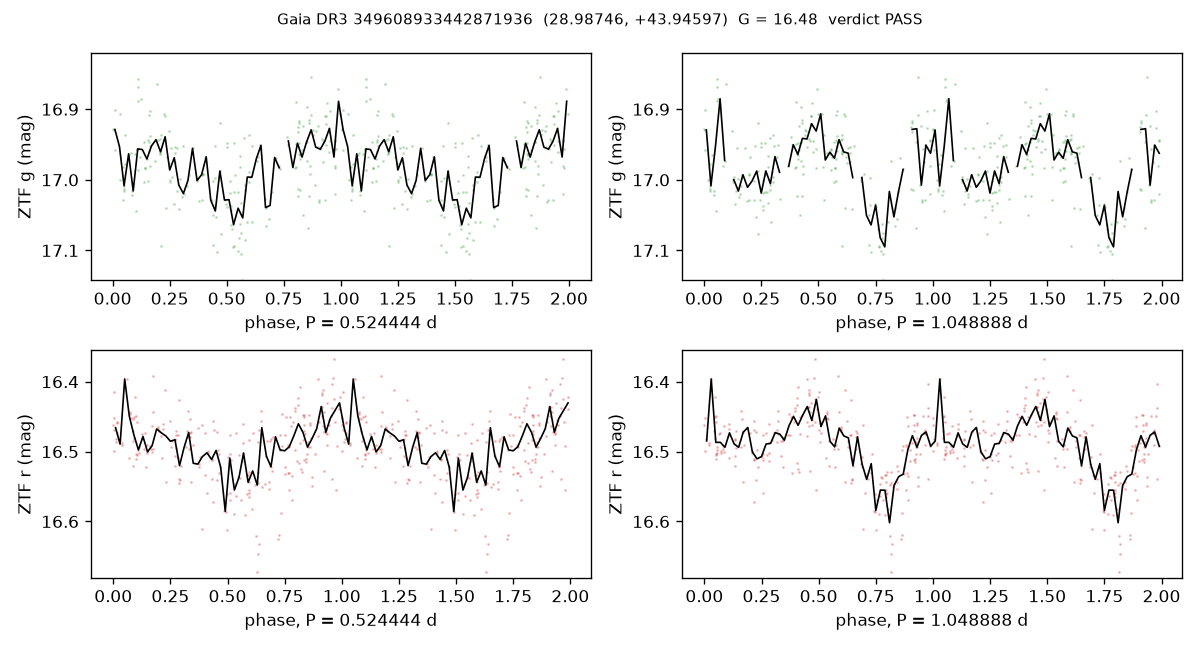 Gaia DR3 349608933442871936 (28.98746, +43.94597) G = 16.48 verdict PASS
ZTF g (mag)
16.9
17.0
17.1
0.00 0.25 0.50 0.75 1.00 1.25 1.50 1.75 2.00
phase, P = 0.524444 d
ZTF g (mag)
16.9
17.0
17.1
0.00 0.25 0.50 0.75 1.00 1.25 1.50 1.75 2.00
phase, P = 1.048888 d
ZTF r (mag)
16.4
16.5
16.6
0.00 0.25 0.50 0.75 1.00 1.25 1.50 1.75 2.00
phase, P = 0.524444 d
ZTF r (mag)
16.4
16.5
16.6
0.00 0.25 0.50 0.75 1.00 1.25 1.50 1.75 2.00
phase, P = 1.048888 d